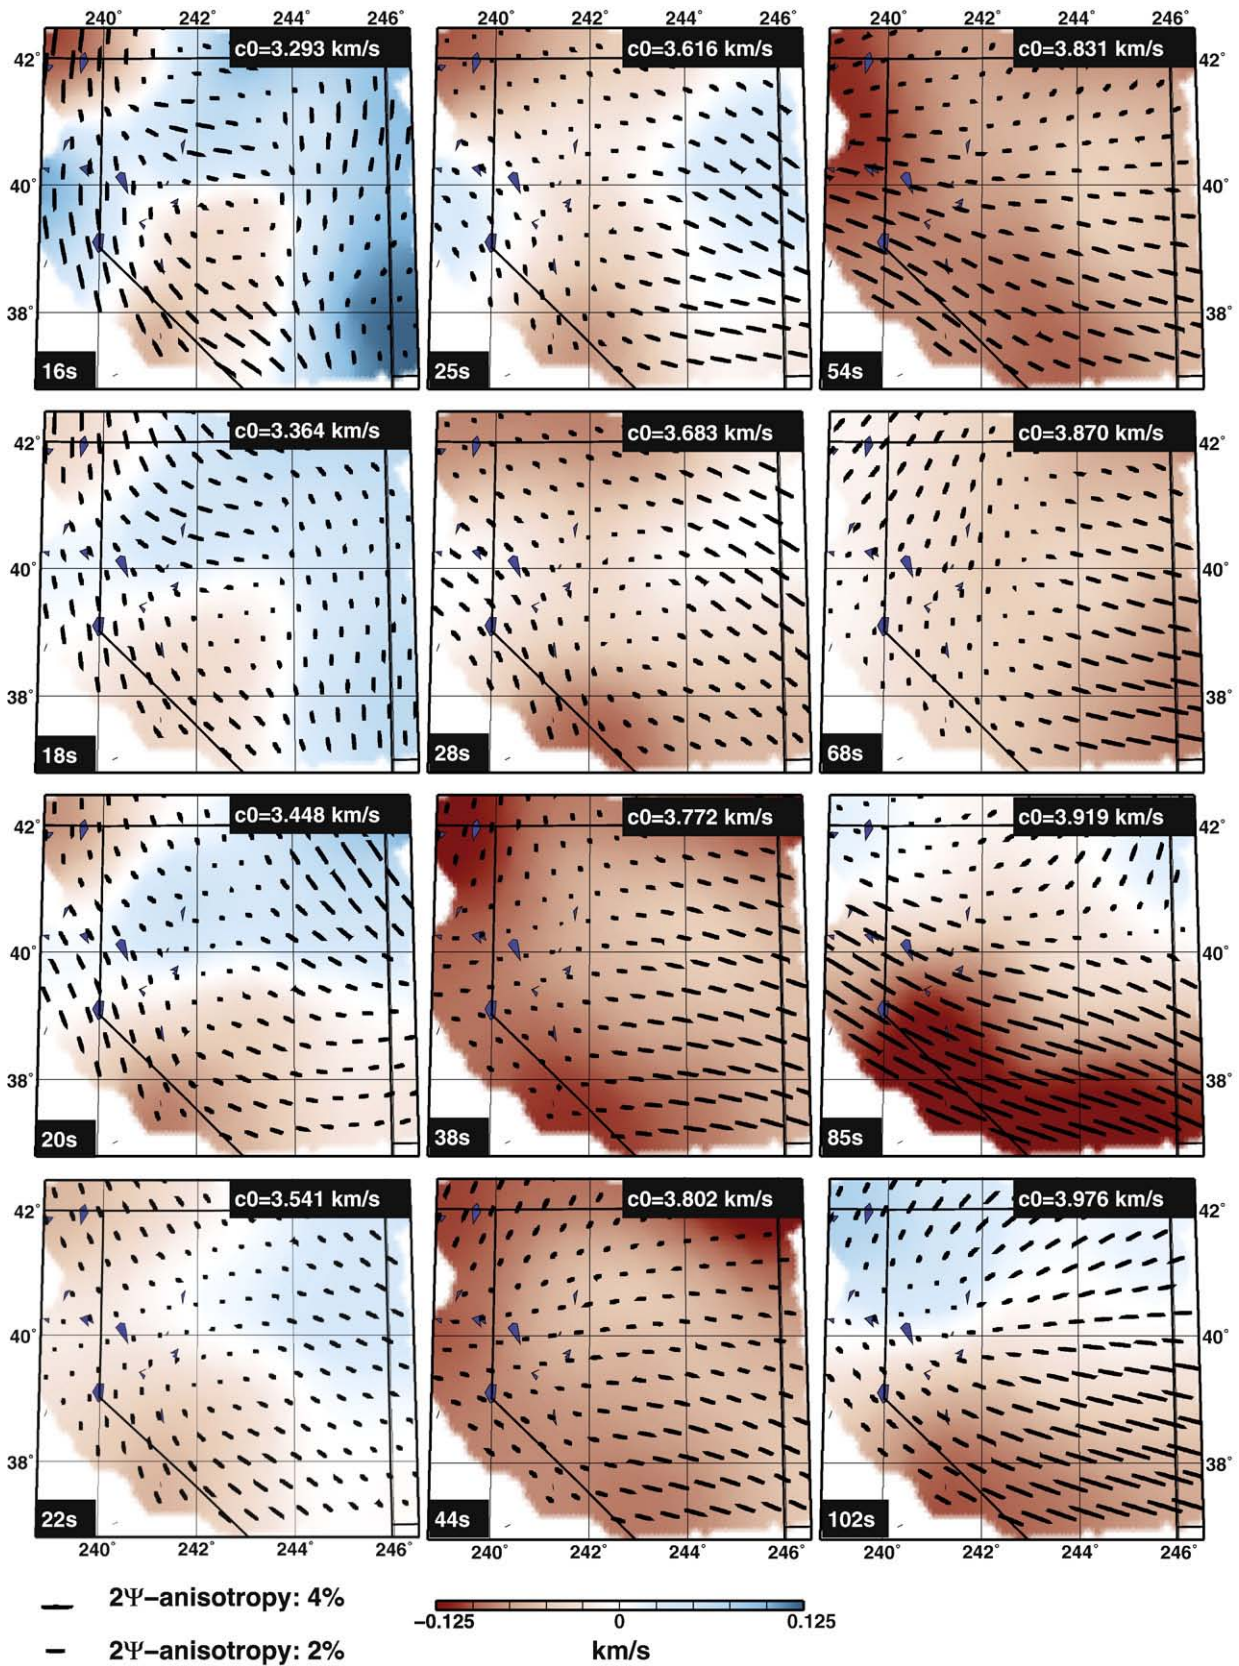 240° 242° 244° 246° 240° 242° 244° 246° 240° 242° 244° 246°
42° c0=3.293 km/s c0=3.616 km/s c0=3.831 km/s 42°
40° 40°
38° 38°
16s 25s 54s
42° c0=3.364 km/s c0=3.683 km/s c0=3.870 km/s 42°
40° 40°
38° 38°
18s 28s 68s
42° c0=3.448 km/s c0=3.772 km/s c0=3.919 km/s 42°
40° 40°
38° 38°
20s 38s 85s
42° c0=3.541 km/s c0=3.802 km/s c0=3.976 km/s 42°
40° 40°
38° 38°
22s 44s 102s
240° 242° 244° 246° 240° 242° 244° 246° 240° 242° 244° 246°
2Ψ−anisotropy: 4%
−0.125 0 0.125
2Ψ−anisotropy: 2% km/s